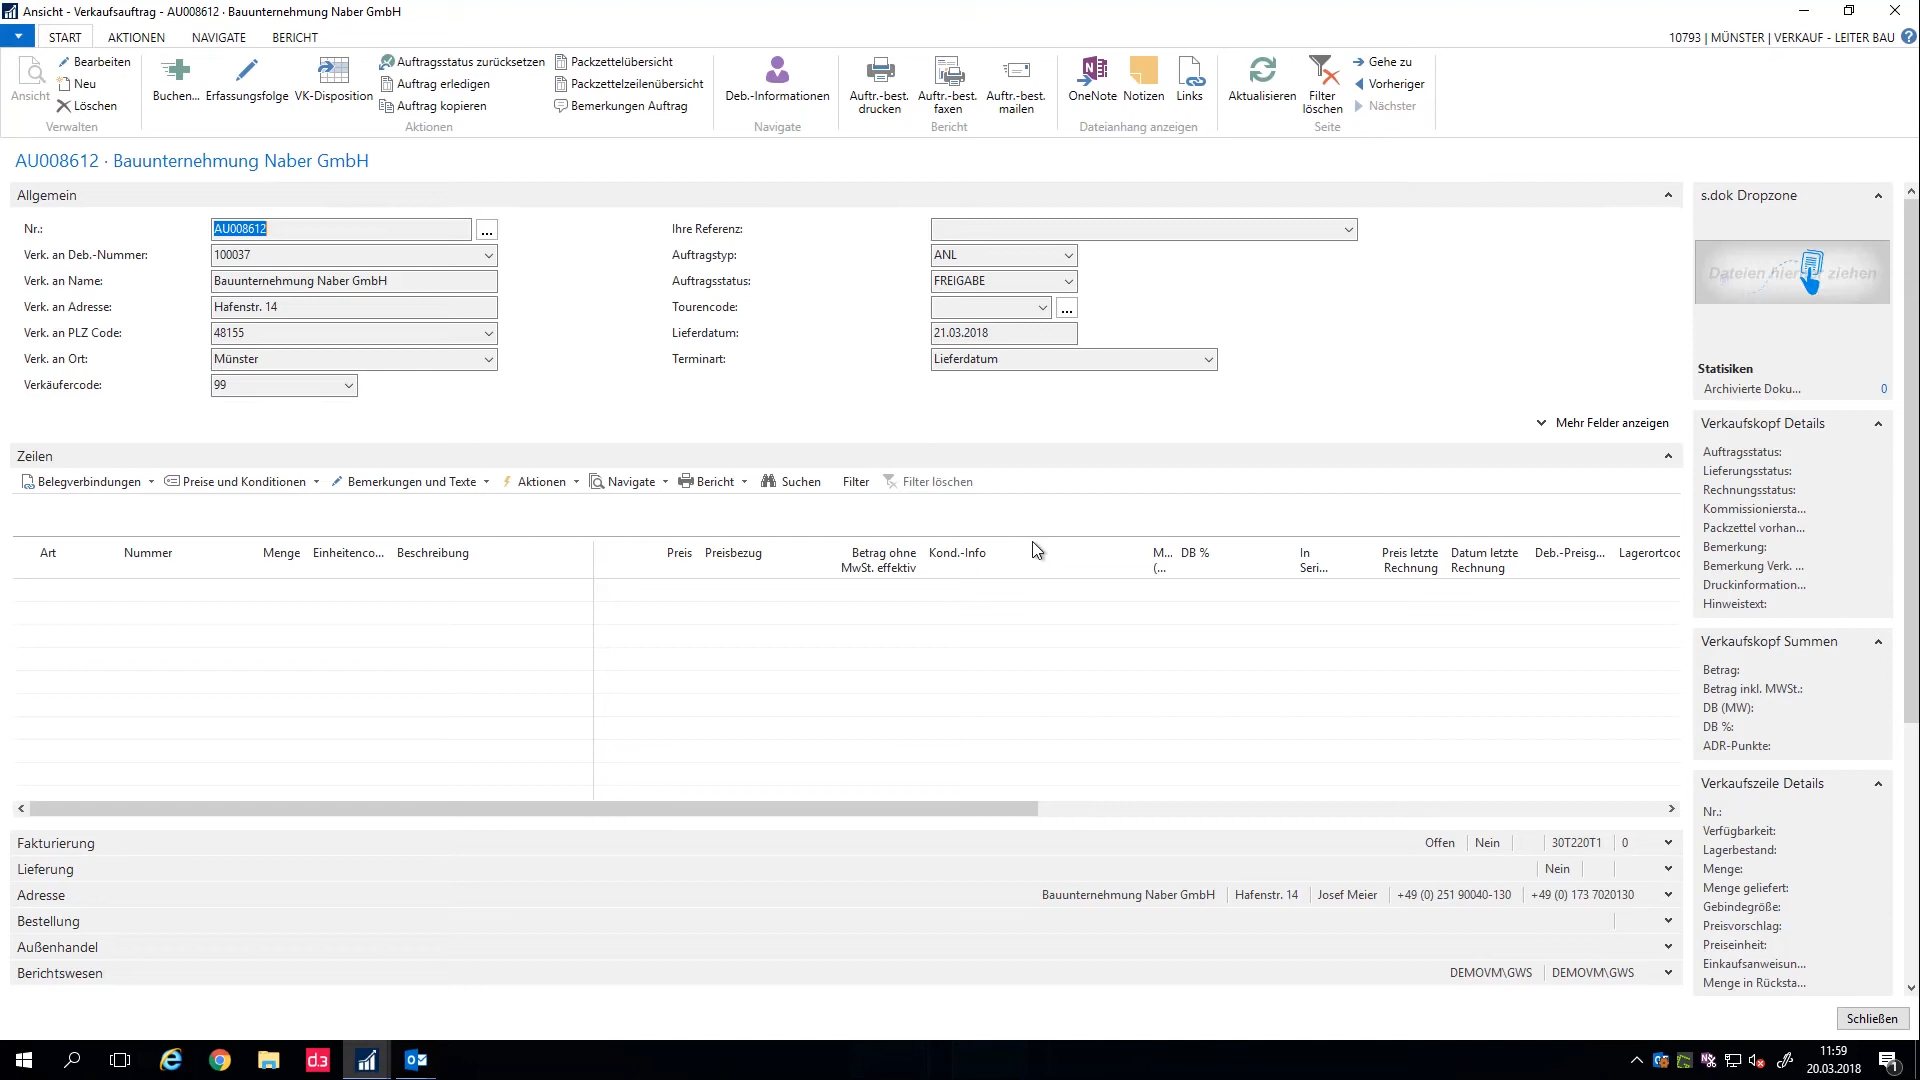 Ansicht - Verkaufsauftrag - AU008612 · Bauunternehmung Naber GmbH
START AKTIONEN NAVIGATE BERICHT
10793 | MÜNSTER | VERKAUF - LEITER BAU
Ansicht
Bearbeiten
Neu
Löschen
Verwalten
Buchen...
Erfassungsfolge
VK-Disposition
Auftragsstatus zurücksetzen
Auftrag erledigen
Auftrag kopieren
Packzettelübersicht
Packzettelzeilenübersicht
Bemerkungen Auftrag
Aktionen
Deb.-Informationen
Navigate
Auftr.-best. drucken
Auftr.-best. faxen
Auftr.-best. mailen
Bericht
OneNote
Notizen
Links
Dateianhang anzeigen
Aktualisieren
Filter löschen
Gehe zu
Vorheriger
Nächster
Seite
AU008612 · Bauunternehmung Naber GmbH
Allgemein
Nr.: AU008612 ...
Verk. an Deb.-Nummer: 100037
Verk. an Name: Bauunternehmung Naber GmbH
Verk. an Adresse: Hafenstr. 14
Verk. an PLZ Code: 48155
Verk. an Ort: Münster
Verkäufercode: 99
Ihre Referenz:
Auftragstyp: ANL
Auftragsstatus: FREIGABE
Tourencode: ...
Lieferdatum: 21.03.2018
Terminart: Lieferdatum
Mehr Felder anzeigen
Zeilen
Belegverbindungen Preise und Konditionen Bemerkungen und Texte Aktionen Navigate Bericht Suchen Filter Filter löschen
Art Nummer Menge Einheitenco... Beschreibung Preis Preisbezug Betrag ohne Kond.-Info M... DB % In Preis letzte Datum letzte Deb.-Preisg... Lagerortcoc
MwSt. effektiv (... Seri... Rechnung Rechnung
Fakturierung Offen Nein 30T220T1 0
Lieferung Nein
Adresse Bauunternehmung Naber GmbH Hafenstr. 14 Josef Meier +49 (0) 251 90040-130 +49 (0) 173 7020130
Bestellung
Außenhandel
Berichtswesen DEMOVM\GWS DEMOVM\GWS
s.dok Dropzone
Dateien hierher ziehen
Statisiken
Archivierte Doku... 0
Verkaufskopf Details
Auftragsstatus:
Lieferungsstatus:
Rechnungsstatus:
Kommissioniersta...
Packzettel vorhan...
Bemerkung:
Bemerkung Verk. ...
Druckinformation...
Hinweistext:
Verkaufskopf Summen
Betrag:
Betrag inkl. MWSt.:
DB (MW):
DB %:
ADR-Punkte:
Verkaufszeile Details
Nr.:
Verfügbarkeit:
Lagerbestand:
Menge:
Menge geliefert:
Gebindegröße:
Preisvorschlag:
Preiseinheit:
Einkaufsanweisun...
Menge in Rücksta...
Schließen
d.3
11:59
20.03.2018
1